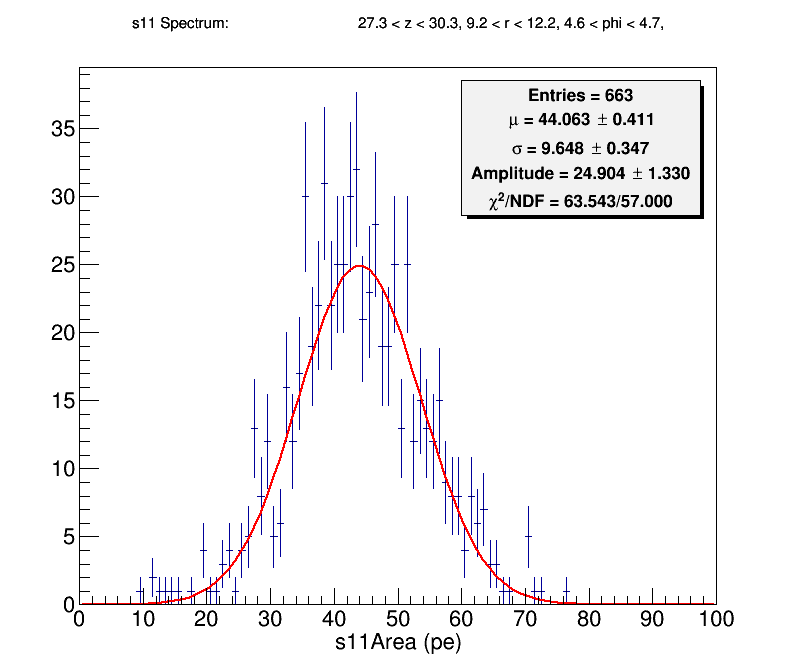 s11 Spectrum: 27.3 < z < 30.3, 9.2 < r < 12.2, 4.6 < phi < 4.7,
Entries = 663
μ = 44.063 ± 0.411
σ = 9.648 ± 0.347
Amplitude = 24.904 ± 1.330
χ²/NDF = 63.543/57.000
35
30
25
20
15
10
5
0
0 10 20 30 40 50 60 70 80 90 100
s11Area (pe)